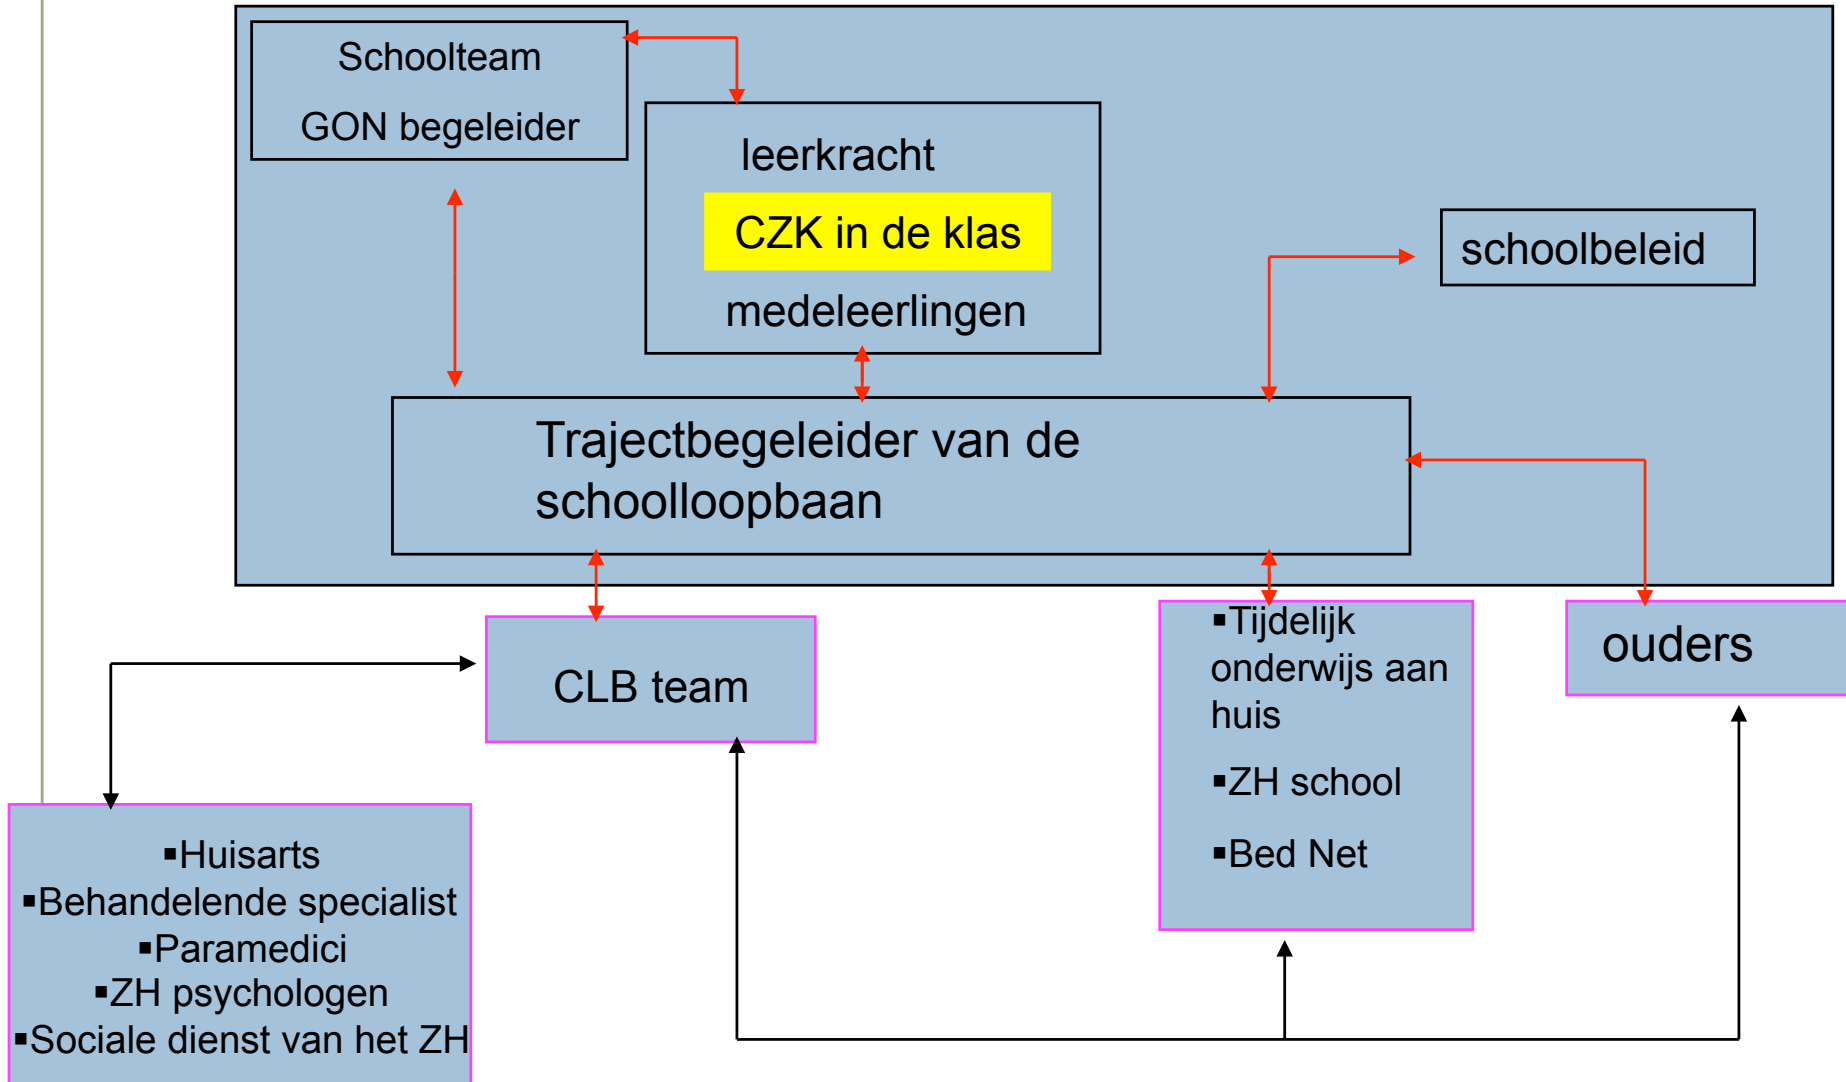 Schoolteam
GON begeleider
leerkracht
CZK in de klas
medeleerlingen
schoolbeleid
Trajectbegeleider van de
schoolloopbaan
CLB team
▪Tijdelijk
onderwijs aan
huis
▪ZH school
▪Bed Net
ouders
▪Huisarts
▪Behandelende specialist
▪Paramedici
▪ZH psychologen
▪Sociale dienst van het ZH